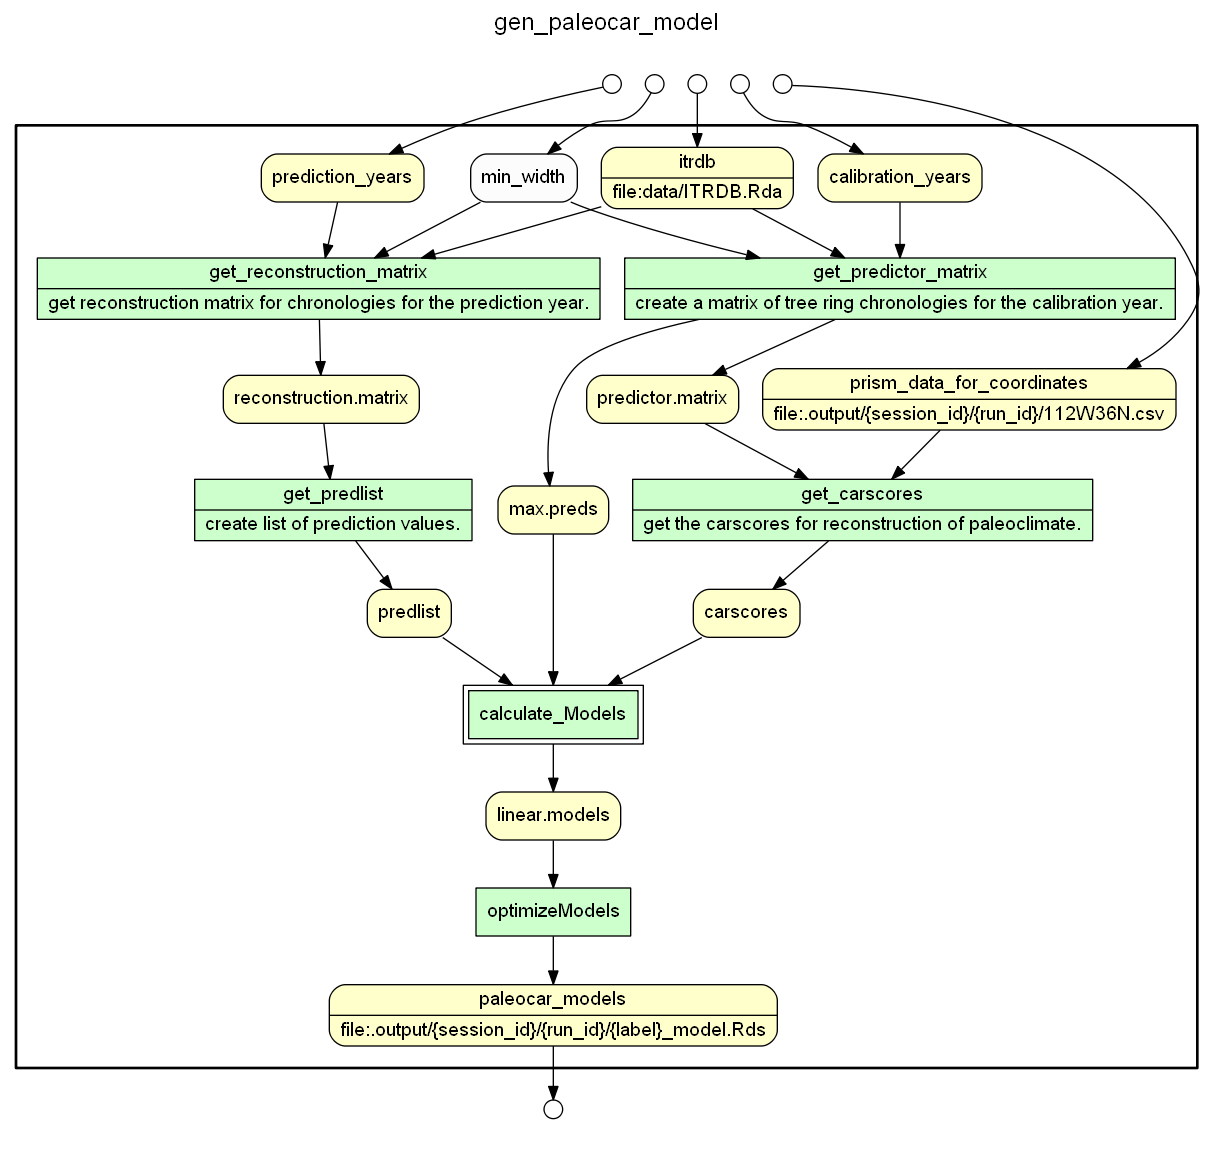 gen_paleocar_model
prediction_years
min_width
itrdb
file:data/ITRDB.Rda
calibration_years
get_reconstruction_matrix
get reconstruction matrix for chronologies for the prediction year.
get_predictor_matrix
create a matrix of tree ring chronologies for the calibration year.
reconstruction.matrix
predictor.matrix
prism_data_for_coordinates
file:.output/{session_id}/{run_id}/112W36N.csv
get_predlist
create list of prediction values.
max.preds
get_carscores
get the carscores for reconstruction of paleoclimate.
predlist
carscores
calculate_Models
linear.models
optimizeModels
paleocar_models
file:.output/{session_id}/{run_id}/{label}_model.Rds